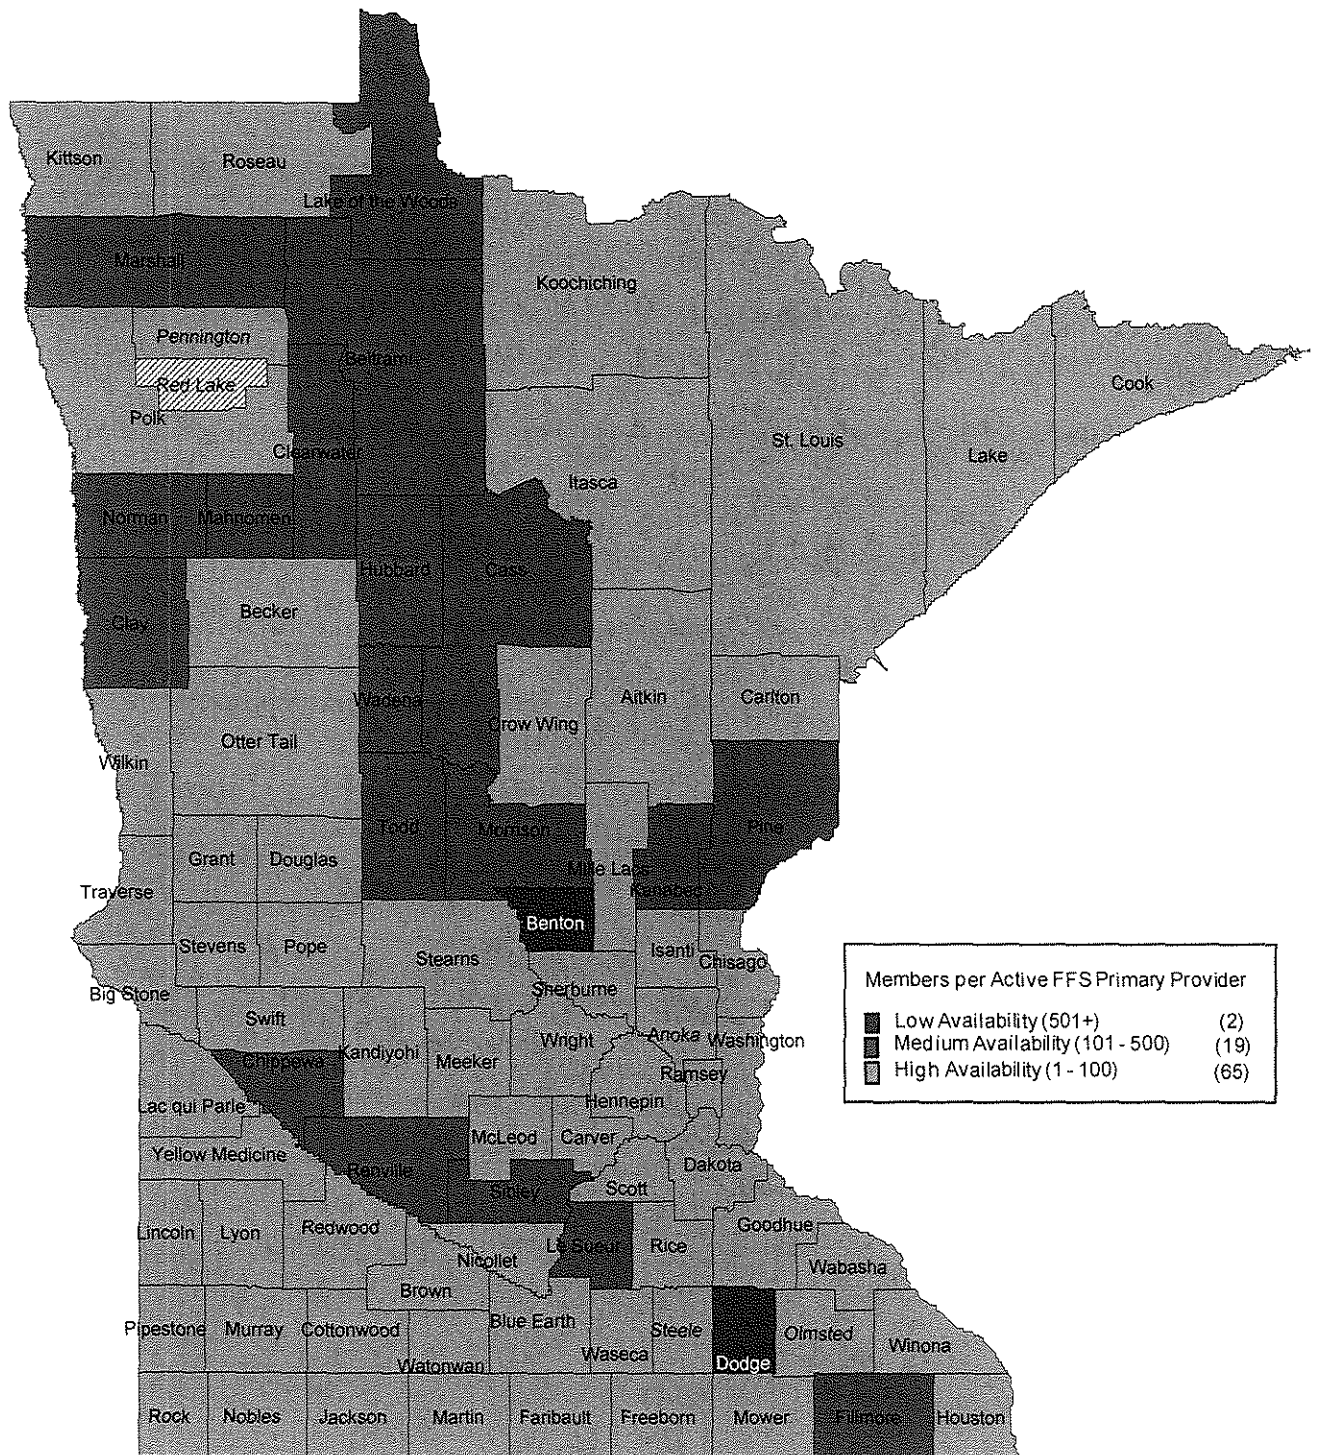 Kittson
Roseau
Lake of the Woods
Marshall
Koochiching
Pennington
Beltrami
Red Lake
Cook
Polk
St. Louis
Clearwater
Lake
Itasca
Norman
Mahnomen
Hubbard
Cass
Becker
Clay
Wadena
Aitkin
Carlton
Crow Wing
Otter Tail
Wilkin
Todd
Morrison
Pine
Grant
Douglas
Mille Lacs
Kanabec
Traverse
Benton
Stevens
Pope
Stearns
Isanti
Chisago
Big Stone
Sherburne
Swift
Anoka
Washington
Wright
Chippewa
Kandiyohi
Meeker
Ramsey
Hennepin
Lac qui Parle
McLeod
Carver
Yellow Medicine
Dakota
Renville
Sibley
Scott
Lincoln
Lyon
Redwood
Goodhue
Le Sueur
Rice
Nicollet
Wabasha
Brown
Blue Earth
Pipestone
Murray
Cottonwood
Steele
Olmsted
Winona
Watonwan
Waseca
Dodge
Rock
Nobles
Jackson
Martin
Faribault
Freeborn
Mower
Fillmore
Houston
Members per Active FFS Primary Provider
Low Availability (501+) (2)
Medium Availability (101 - 500) (19)
High Availability (1 - 100) (65)